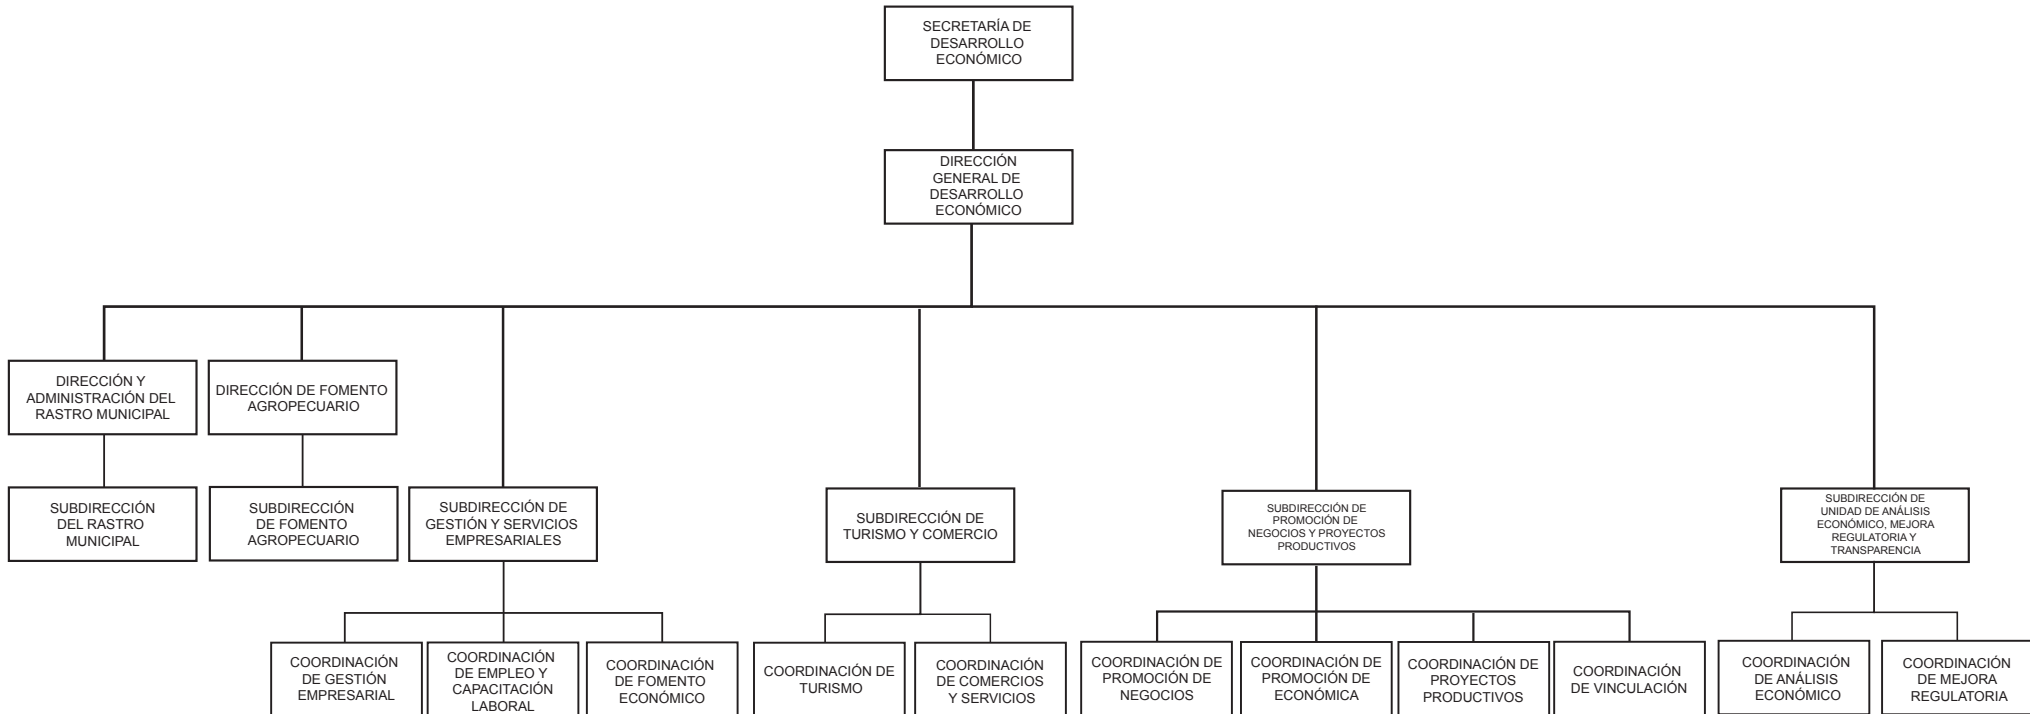 SECRETARÍA DE
DESARROLLO
ECONÓMICO
DIRECCIÓN
GENERAL DE
DESARROLLO
ECONÓMICO
DIRECCIÓN Y
ADMINISTRACIÓN DEL
RASTRO MUNICIPAL
DIRECCIÓN DE FOMENTO
AGROPECUARIO
SUBDIRECCIÓN
DEL RASTRO
MUNICIPAL
SUBDIRECCIÓN
DE FOMENTO
AGROPECUARIO
SUBDIRECCIÓN DE
GESTIÓN Y SERVICIOS
EMPRESARIALES
SUBDIRECCIÓN DE
TURISMO Y COMERCIO
SUBDIRECCIÓN DE
PROMOCIÓN DE
NEGOCIOS Y PROYECTOS
PRODUCTIVOS
SUBDIRECCIÓN DE
UNIDAD DE ANÁLISIS
ECONÓMICO, MEJORA
REGULATORIA Y
TRANSPARENCIA
COORDINACIÓN
DE GESTIÓN
EMPRESARIAL
COORDINACIÓN
DE EMPLEO Y
CAPACITACIÓN
LABORAL
COORDINACIÓN
DE FOMENTO
ECONÓMICO
COORDINACIÓN DE
TURISMO
COORDINACIÓN
DE COMERCIOS
Y SERVICIOS
COORDINACIÓN DE
PROMOCIÓN DE
NEGOCIOS
COORDINACIÓN DE
PROMOCIÓN DE
ECONÓMICA
COORDINACIÓN DE
PROYECTOS
PRODUCTIVOS
COORDINACIÓN
DE VINCULACIÓN
COORDINACIÓN
DE ANÁLISIS
ECONÓMICO
COORDINACIÓN
DE MEJORA
REGULATORIA